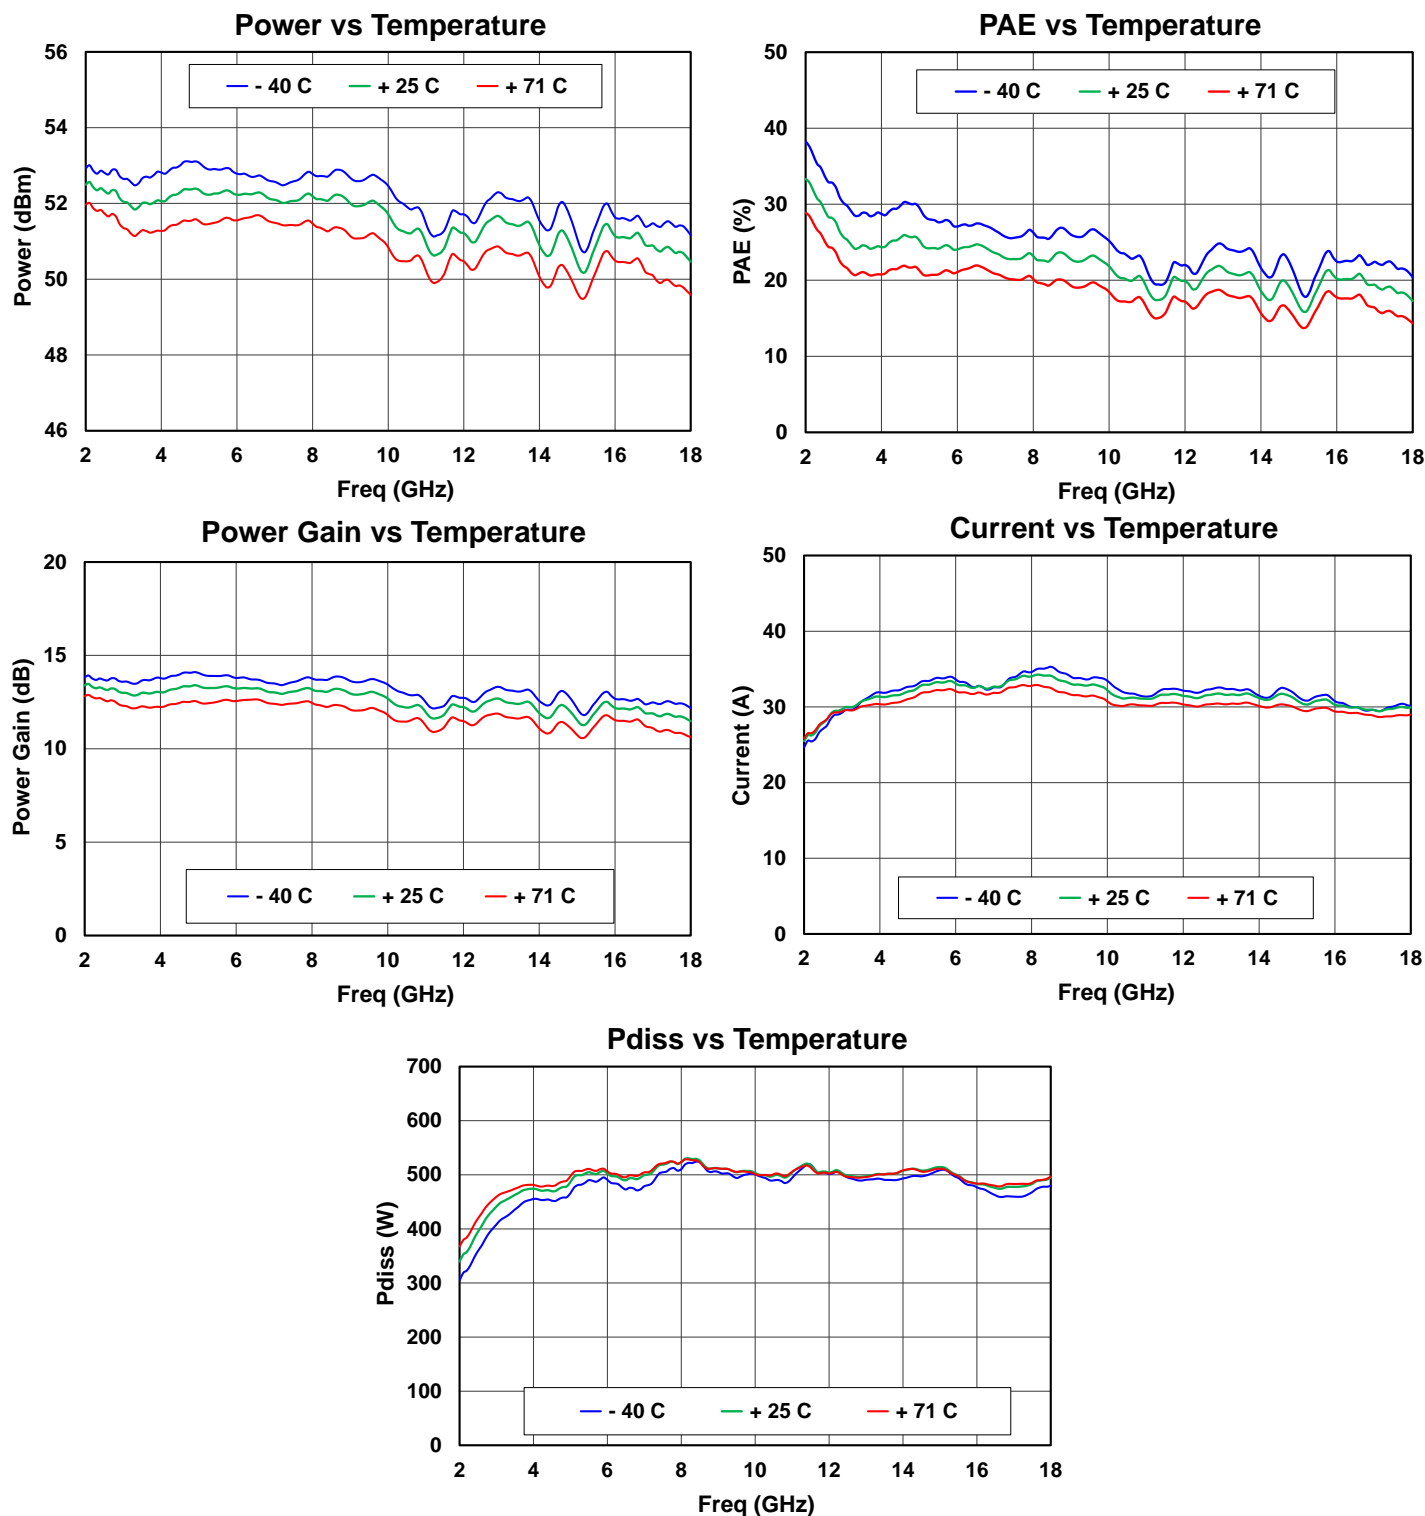 Power vs Temperature
56
54
52
50
48
46
Power (dBm)
- 40 C + 25 C + 71 C
2 4 6 8 10 12 14 16 18
Freq (GHz)
PAE vs Temperature
50
40
30
20
10
0
PAE (%)
- 40 C + 25 C + 71 C
2 4 6 8 10 12 14 16 18
Freq (GHz)
Power Gain vs Temperature
20
15
10
5
0
Power Gain (dB)
- 40 C + 25 C + 71 C
2 4 6 8 10 12 14 16 18
Freq (GHz)
Current vs Temperature
50
40
30
20
10
0
Current (A)
- 40 C + 25 C + 71 C
2 4 6 8 10 12 14 16 18
Freq (GHz)
Pdiss vs Temperature
700
600
500
400
300
200
100
0
Pdiss (W)
- 40 C + 25 C + 71 C
2 4 6 8 10 12 14 16 18
Freq (GHz)